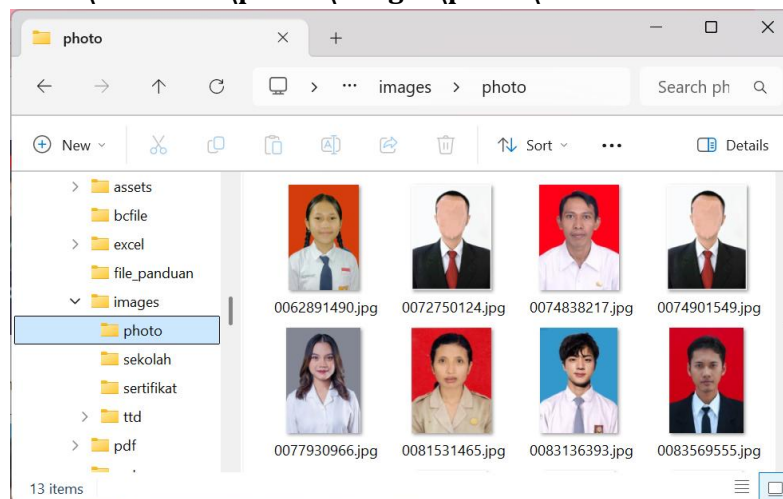 photo
images > photo
Search ph
New
Sort
Details
assets
bcfile
excel
file_panduan
images
photo
sekolah
sertifikat
ttd
pdf
0062891490.jpg 0072750124.jpg 0074838217.jpg 0074901549.jpg
0077930966.jpg 0081531465.jpg 0083136393.jpg 0083569555.jpg
13 items